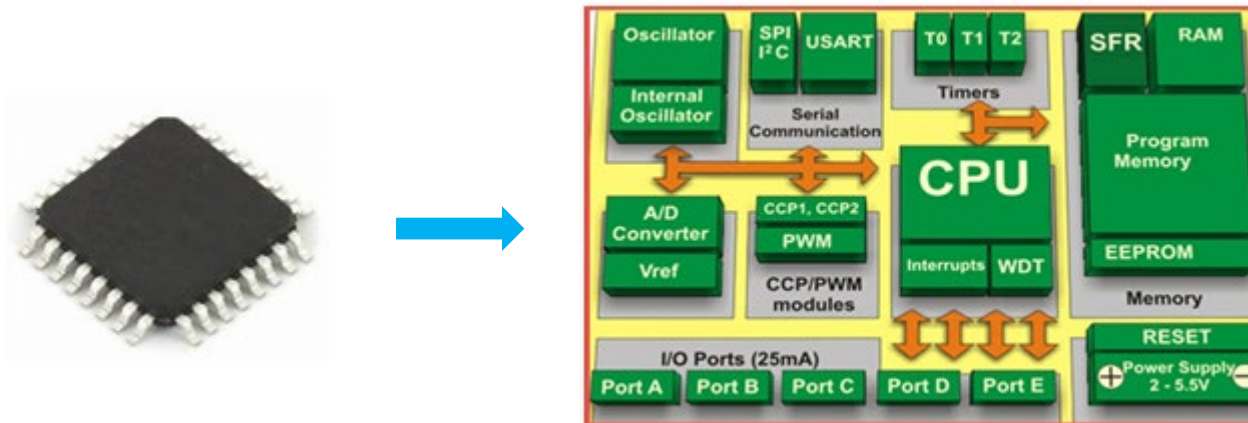 Oscillator
Internal
Oscillator
SPI
I²C
USART
Serial
Communication
T0 T1 T2
Timers
SFR
RAM
Program
Memory
EEPROM
Memory
A/D
Converter
Vref
CCP1, CCP2
PWM
CCP/PWM
modules
CPU
Interrupts
WDT
I/O Ports (25mA)
Port A Port B Port C Port D Port E
RESET
+ Power Supply −
2 - 5.5V